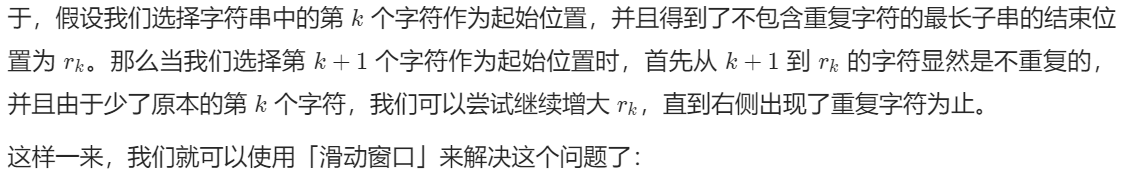 于，假设我们选择字符串中的第 k 个字符作为起始位置，并且得到了不包含重复字符的最长子串的结束位
置为 rₖ。那么当我们选择第 k + 1 个字符作为起始位置时，首先从 k + 1 到 rₖ 的字符显然是不重复的，
并且由于少了原本的第 k 个字符，我们可以尝试继续增大 rₖ，直到右侧出现了重复字符为止。
这样一来，我们就可以使用「滑动窗口」来解决这个问题了：